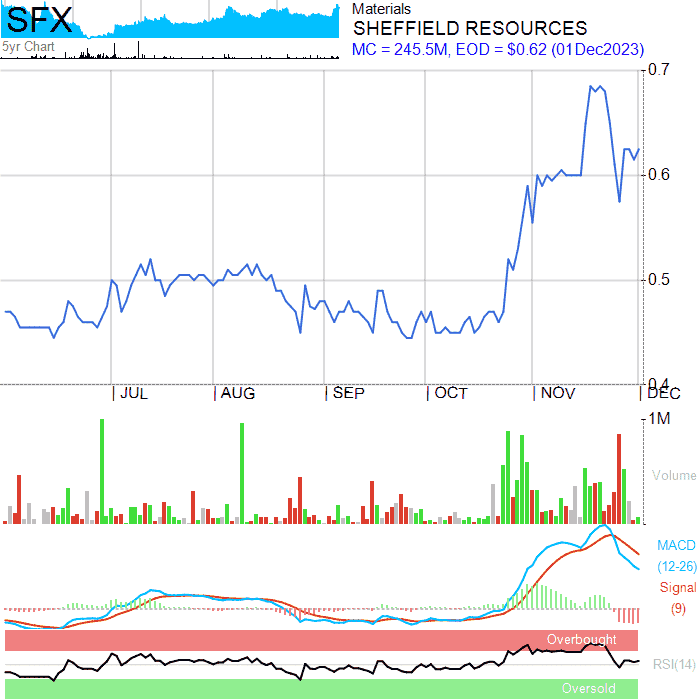 SFX
5yr Chart
Materials
SHEFFIELD RESOURCES
MC = 245.5M, EOD = $0.62 (01Dec2023)
0.7
0.6
0.5
0.4
JUL AUG SEP OCT NOV DEC
1M
Volume
MACD
(12-26)
Signal
(9)
Overbought
RSI(14)
Oversold